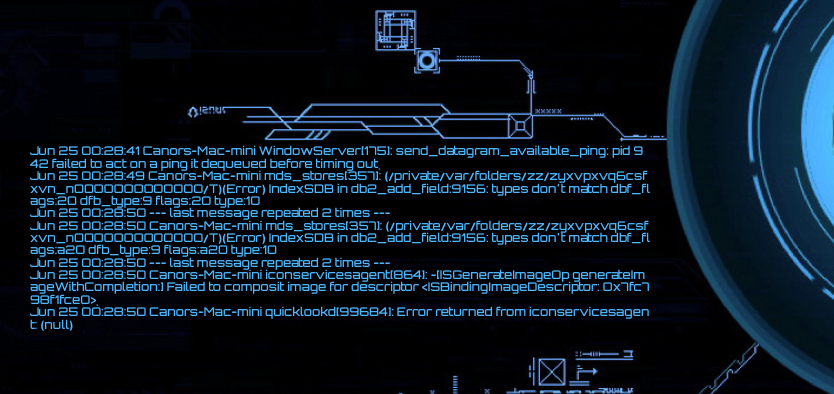 Jun 25 00:28:41 Canors-Mac-mini WindowServer[175]: send_datagram_available_ping: pid 9
42 failed to act on a ping it dequeued before timing out.
Jun 25 00:28:49 Canors-Mac-mini mds_stores[357]: (/private/var/folders/zz/zyxvpxvq6csf
xvn_n0000000000000/T)(Error) IndexSDB in db2_add_field:9156: types don't match dbf_fl
ags:20 dfb_type:9 flags:20 type:10
Jun 25 00:28:50 --- last message repeated 2 times ---
Jun 25 00:28:50 Canors-Mac-mini mds_stores[357]: (/private/var/folders/zz/zyxvpxvq6csf
xvn_n0000000000000/T)(Error) IndexSDB in db2_add_field:9156: types don't match dbf_fl
ags:a20 dfb_type:9 flags:a20 type:10
Jun 25 00:28:50 --- last message repeated 2 times ---
Jun 25 00:28:50 Canors-Mac-mini iconservicesagent[864]: -[ISGenerateImageOp generateIm
ageWithCompletion:] Failed to composit image for descriptor <ISBindingImageDescriptor: 0x7fc7
98f1fce0>.
Jun 25 00:28:50 Canors-Mac-mini quicklookd[99684]: Error returned from iconservicesagen
t: (null)